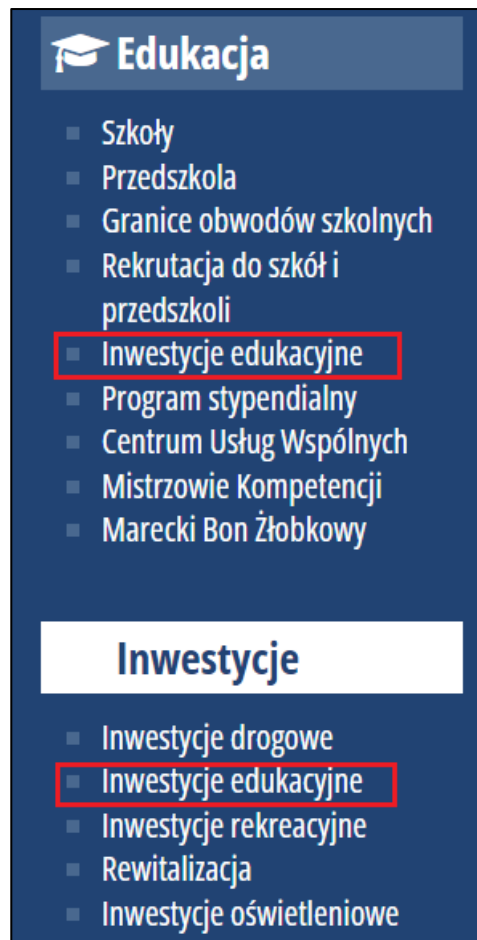 Edukacja
Szkoły
Przedszkola
Granice obwodów szkolnych
Rekrutacja do szkół i
przedszkoli
Inwestycje edukacyjne
Program stypendialny
Centrum Usług Wspólnych
Mistrzowie Kompetencji
Marecki Bon Żłobkowy
Inwestycje
Inwestycje drogowe
Inwestycje edukacyjne
Inwestycje rekreacyjne
Rewitalizacja
Inwestycje oświetleniowe